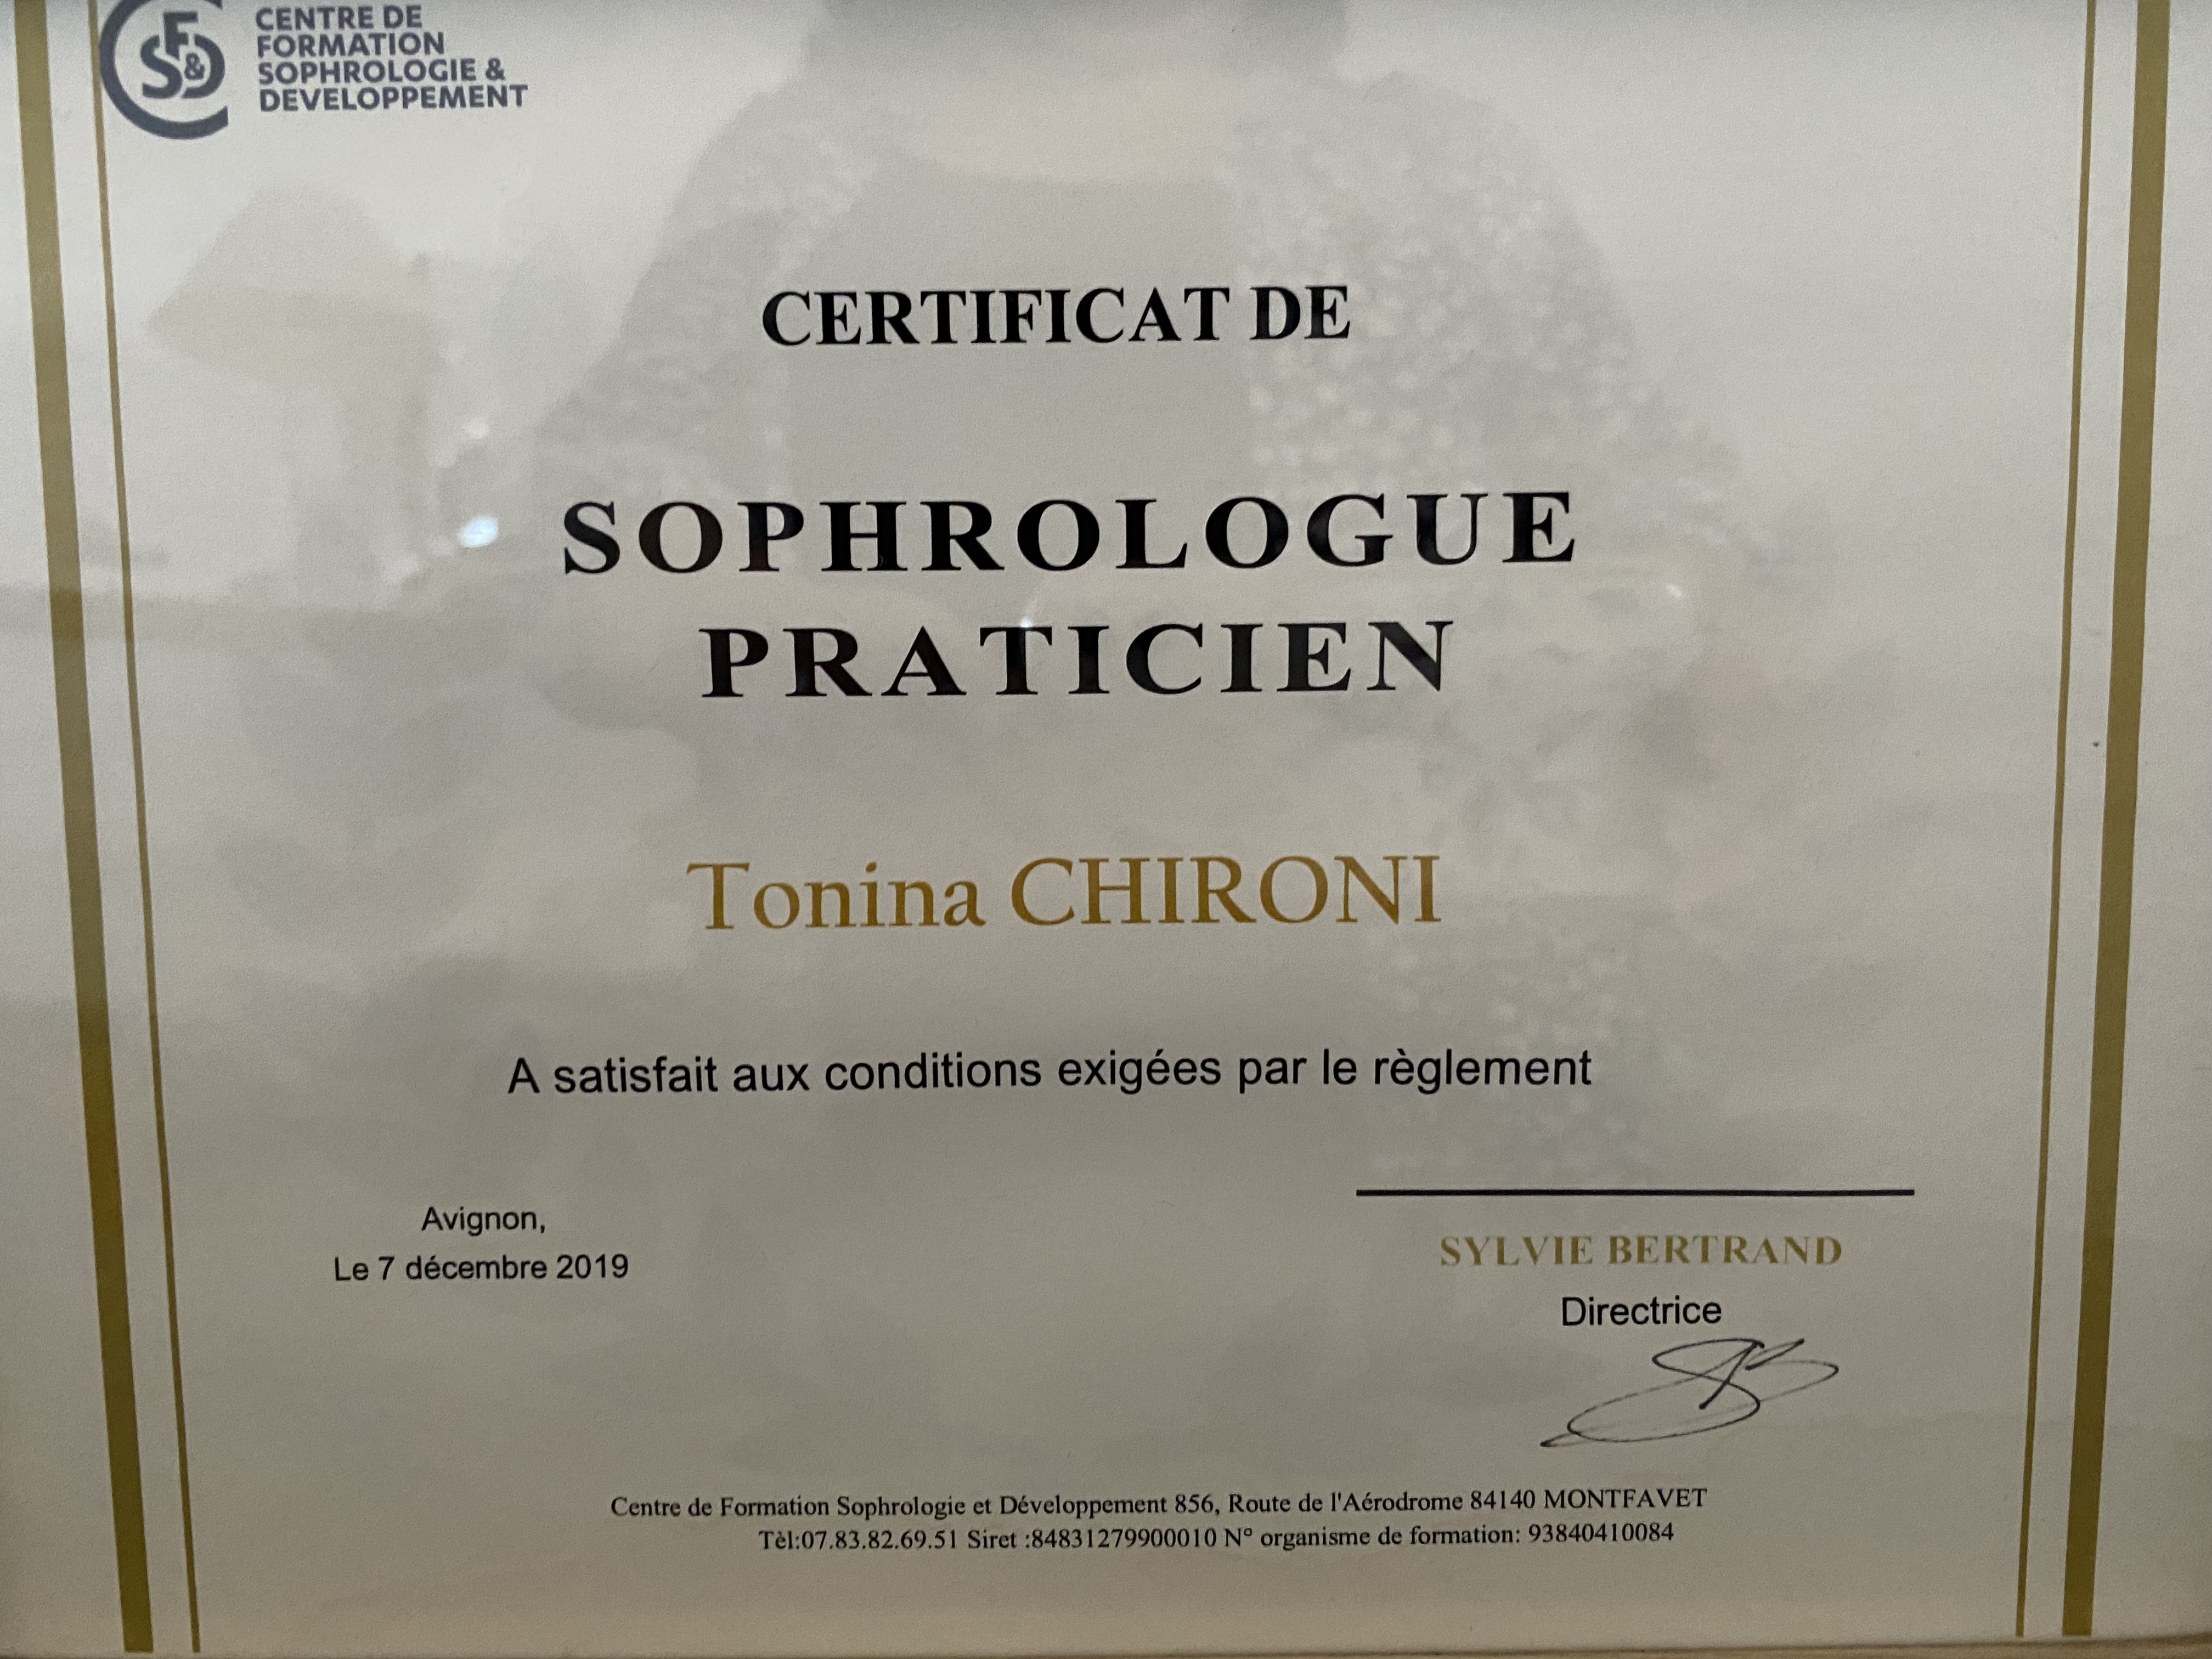 CENTRE DE
FORMATION
SOPHROLOGIE &
DEVELOPPEMENT
CERTIFICAT DE
SOPHROLOGUE
PRATICIEN
Tonina CHIRONI
A satisfait aux conditions exigées par le règlement
Avignon,
Le 7 décembre 2019
SYLVIE BERTRAND
Directrice
Centre de Formation Sophrologie et Développement 856, Route de l'Aérodrome 84140 MONTFAVET
Tèl:07.83.82.69.51 Siret :84831279900010 N° organisme de formation: 93840410084